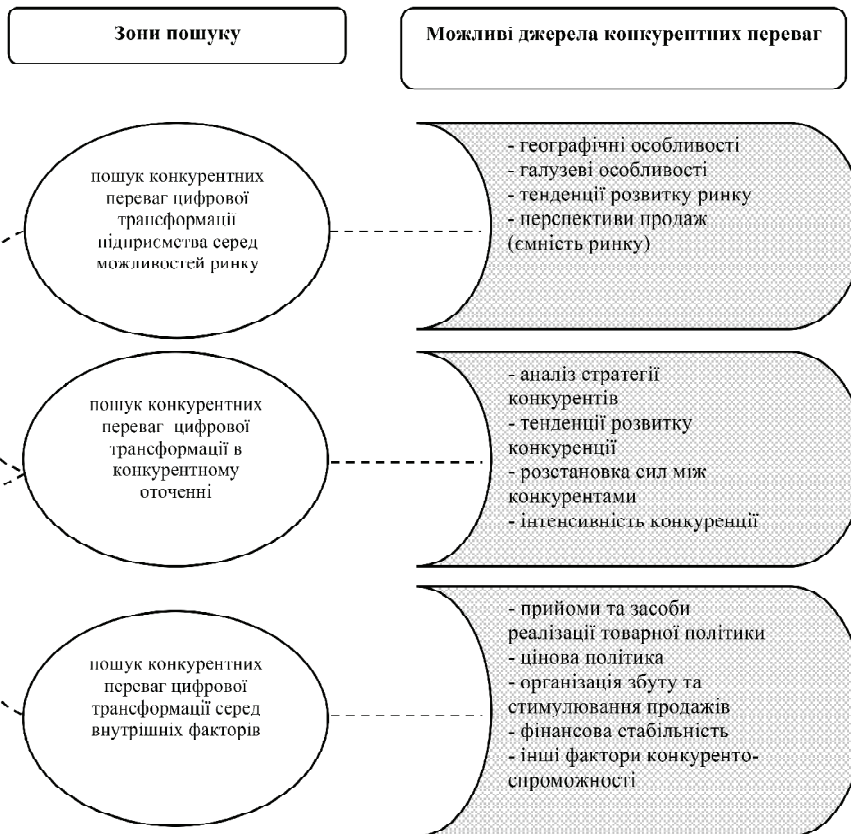 Зони пошуку
Можливі джерела конкурентних переваг
пошук конкурентних
переваг цифрової
трансформації
підприємства серед
можливостей ринку
- географічні особливості
- галузеві особливості
- тенденції розвитку ринку
- перспективи продаж
(ємність ринку)
пошук конкурентних
переваг цифрової
трансформації в
конкурентному
оточенні
- аналіз стратегії
конкурентів
- тенденції розвитку
конкуренції
- розстановка сил між
конкурентами
- інтенсивність конкуренції
пошук конкурентних
переваг цифрової
трансформації серед
внутрішніх факторів
- прийоми та засоби
реалізації товарної політики
- цінова політика
- організація збуту та
стимулювання продажів
- фінансова стабільність
- інші фактори конкуренто-
спроможності